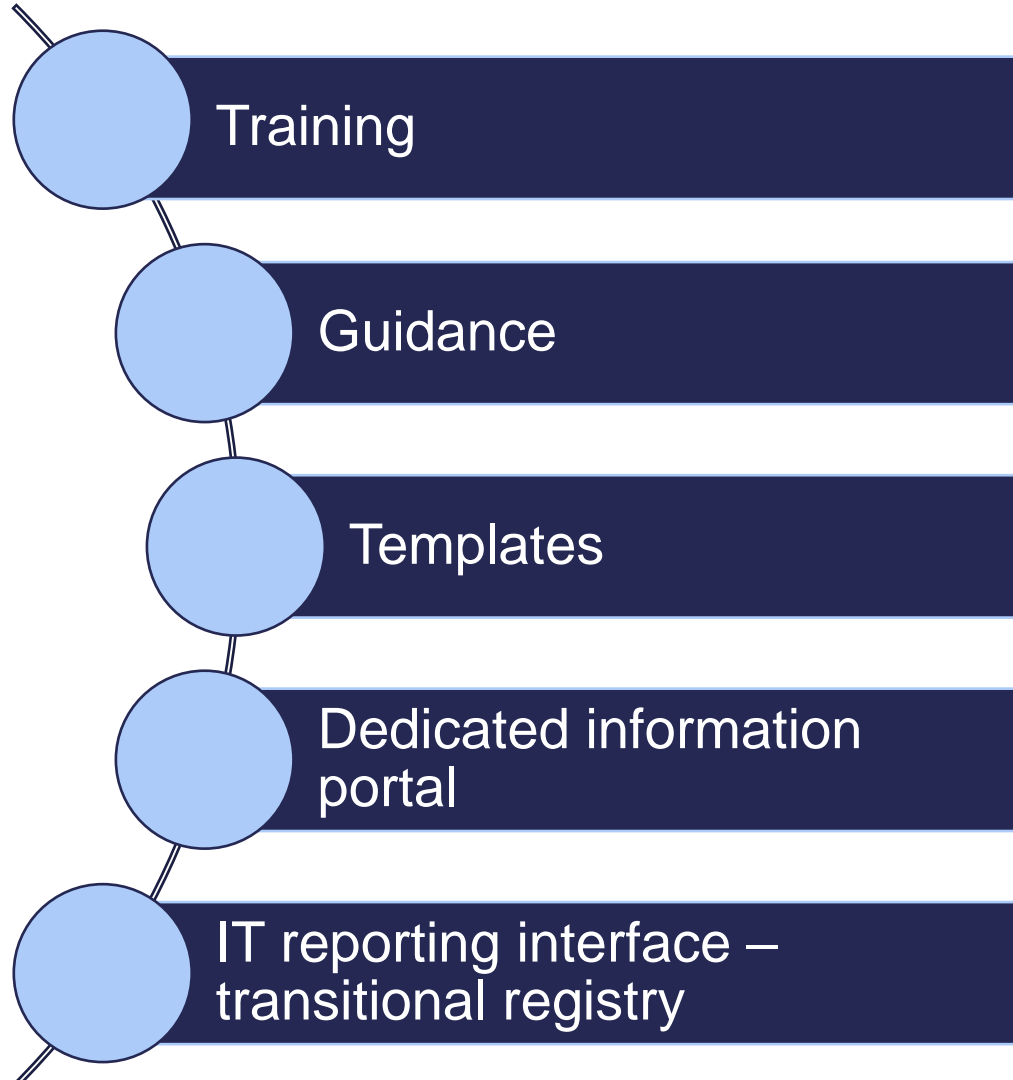 Training
Guidance
Templates
Dedicated information
portal
IT reporting interface –
transitional registry